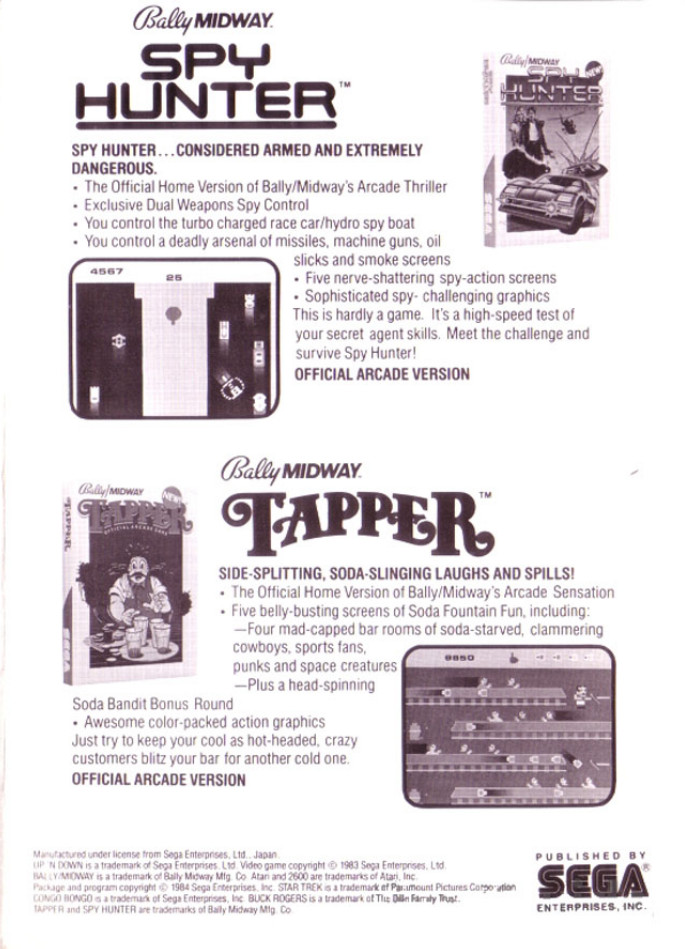 Bally MIDWAY.
SPY
HUNTER™
SPY HUNTER...CONSIDERED ARMED AND EXTREMELY
DANGEROUS.
• The Official Home Version of Bally/Midway's Arcade Thriller
• Exclusive Dual Weapons Spy Control
• You control the turbo charged race car/hydro spy boat
• You control a deadly arsenal of missiles, machine guns, oil
slicks and smoke screens
• Five nerve-shattering spy-action screens
• Sophisticated spy- challenging graphics
This is hardly a game. It's a high-speed test of
your secret agent skills. Meet the challenge and
survive Spy Hunter!
OFFICIAL ARCADE VERSION
Bally/MIDWAY
SPY
HUNTER
NEW
SEGA
4567
25
Bally MIDWAY.
TAPPER™
Bally/MIDWAY
NEW!
TAPPER
OFFICIAL ARCADE GAME
TAPPER
SEGA
SIDE-SPLITTING, SODA-SLINGING LAUGHS AND SPILLS!
• The Official Home Version of Bally/Midway's Arcade Sensation
• Five belly-busting screens of Soda Fountain Fun, including:
—Four mad-capped bar rooms of soda-starved, clammering
cowboys, sports fans,
punks and space creatures
—Plus a head-spinning
Soda Bandit Bonus Round
• Awesome color-packed action graphics
Just try to keep your cool as hot-headed, crazy
customers blitz your bar for another cold one.
OFFICIAL ARCADE VERSION
9850
Manufactured under license from Sega Enterprises, Ltd., Japan.
UP 'N DOWN is a trademark of Sega Enterprises, Ltd. Video game copyright © 1983 Sega Enterprises, Ltd.
BALLY/MIDWAY is a trademark of Bally Midway Mfg. Co. Atari and 2600 are trademarks of Atari, Inc.
Package and program copyright © 1984 Sega Enterprises, Inc. STAR TREK is a trademark of Paramount Pictures Corporation
CONGO BONGO is a trademark of Sega Enterprises, Inc. BUCK ROGERS is a trademark of The Dille Family Trust.
TAPPER and SPY HUNTER are trademarks of Bally Midway Mfg. Co.
PUBLISHED BY
SEGA®
ENTERPRISES, INC.